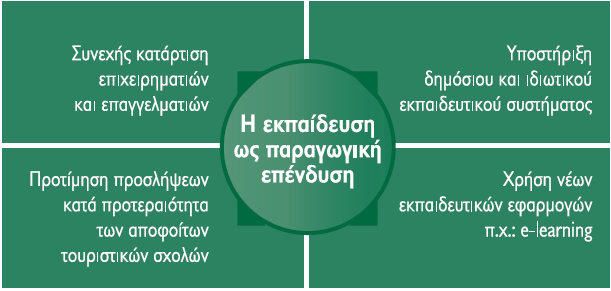 Συνεχής κατάρτιση
επιχειρηματιών
και επαγγελματιών
Υποστήριξη
δημόσιου και ιδιωτικού
εκπαιδευτικού συστήματος
Η εκπαίδευση
ως παραγωγική
επένδυση
Προτίμηση προσλήψεων
κατά προτεραιότητα
των αποφοίτων
τουριστικών σχολών
Χρήση νέων
εκπαιδευτικών εφαρμογών
π.χ.: e-learning